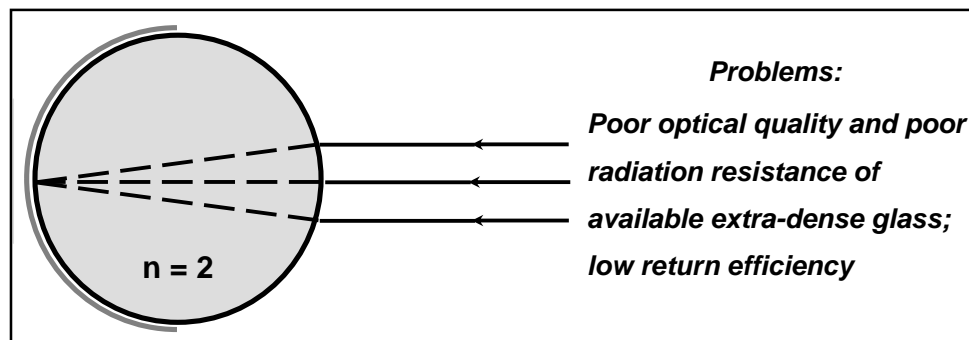 Problems:
Poor optical quality and poor
radiation resistance of
available extra-dense glass;
low return efficiency
n = 2